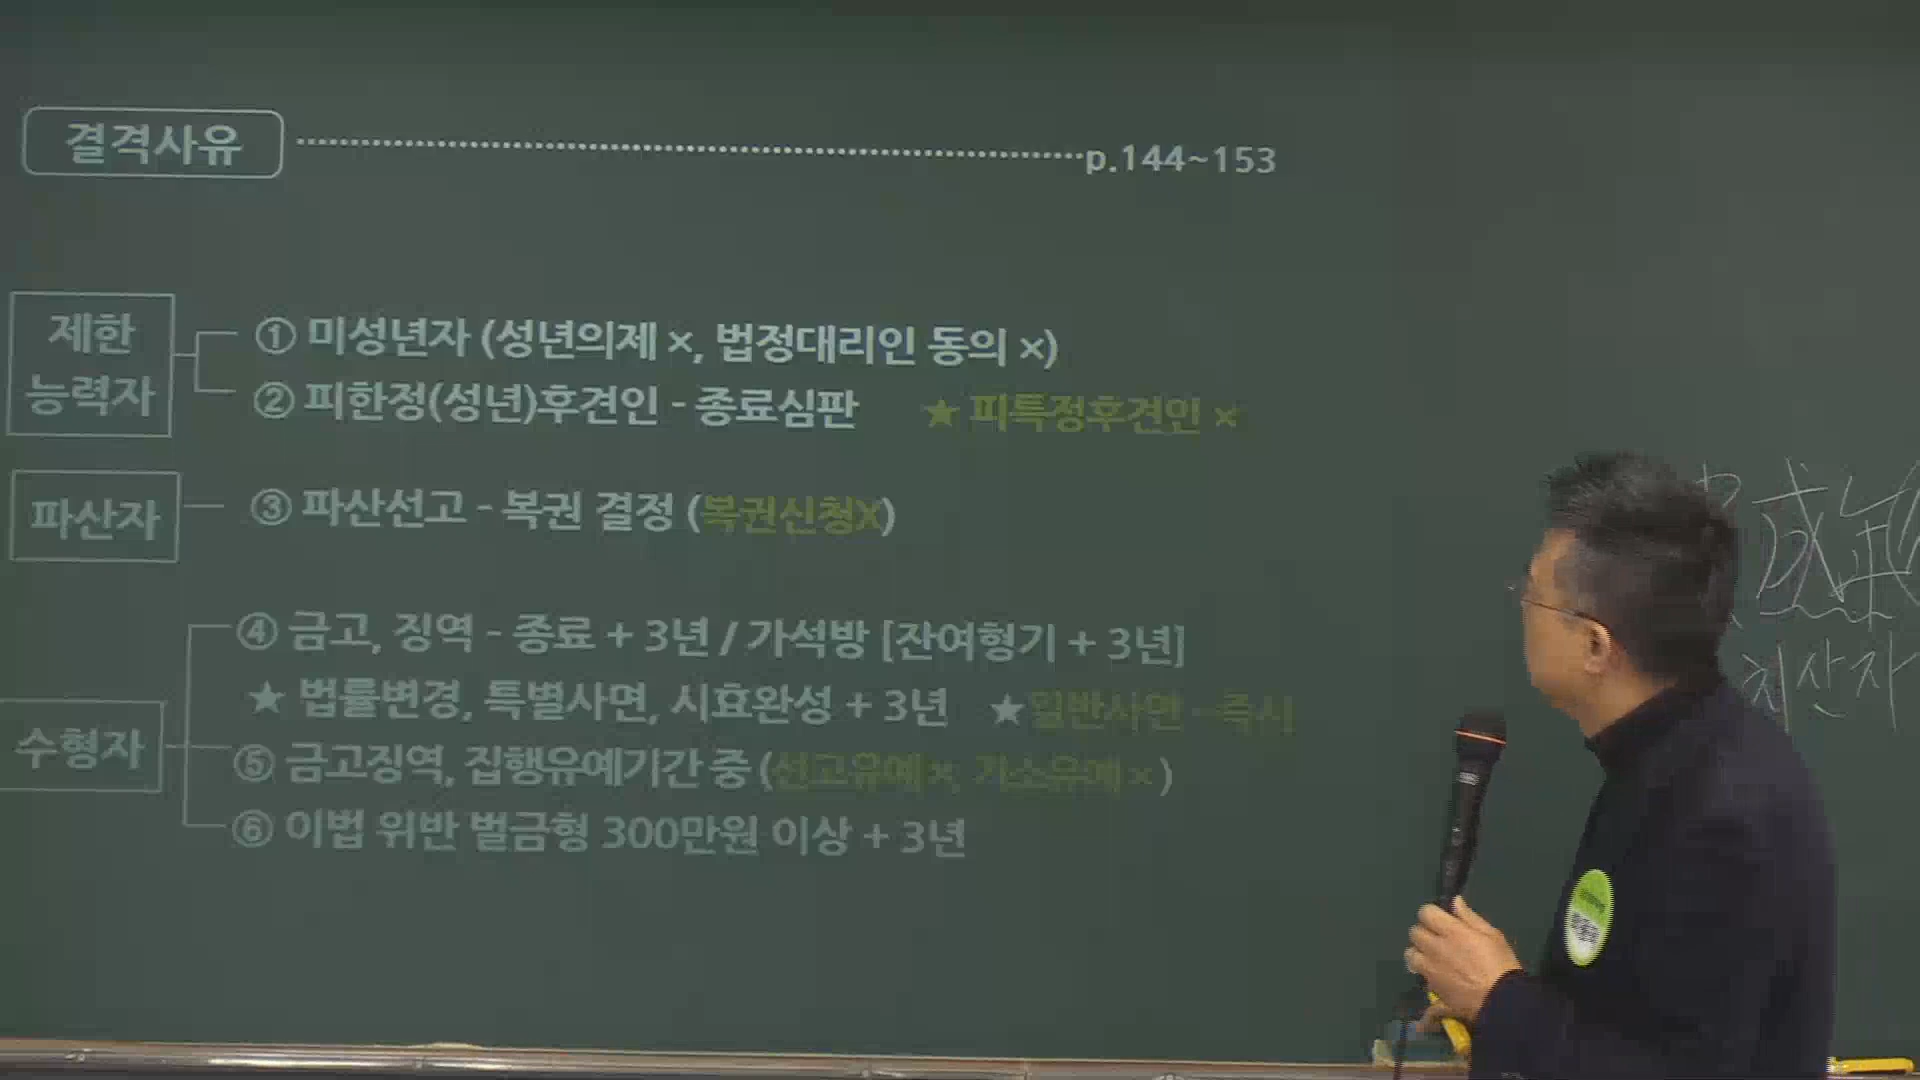 결격사유 p.144~153
제한
능력자
① 미성년자 (성년의제 ×, 법정대리인 동의 ×)
② 피한정(성년)후견인 - 종료심판 ★ 피특정후견인 ×
파산자
③ 파산선고 - 복권 결정 (복권신청X)
수형자
④ 금고, 징역 - 종료 + 3년 / 가석방 [잔여형기 + 3년]
★ 법률변경, 특별사면, 시효완성 + 3년 ★일반사면 - 즉시
⑤ 금고징역, 집행유예기간 중 (선고유예×, 기소유예×)
⑥ 이법 위반 벌금형 300만원 이상 + 3년